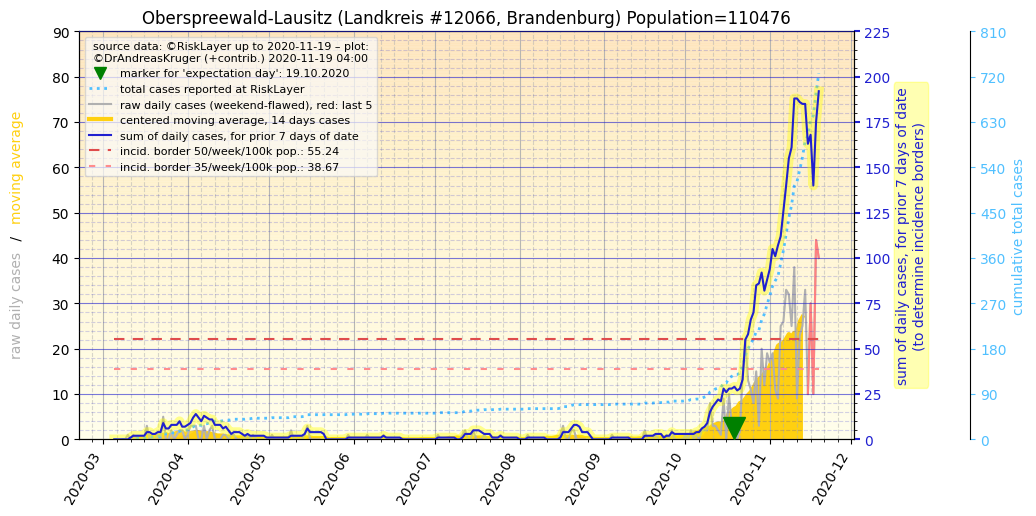 Oberspreewald-Lausitz (Landkreis #12066, Brandenburg) Population=110476
source data: ©RiskLayer up to 2020-11-19 – plot:
©DrAndreasKruger (+contrib.) 2020-11-19 04:00
marker for 'expectation day': 19.10.2020
total cases reported at RiskLayer
raw daily cases (weekend-flawed), red: last 5
centered moving average, 14 days cases
sum of daily cases, for prior 7 days of date
incid. border 50/week/100k pop.: 55.24
incid. border 35/week/100k pop.: 38.67
raw daily cases / moving average
90
80
70
60
50
40
30
20
10
0
225
200
175
150
125
100
75
50
25
0
sum of daily cases, for prior 7 days of date
(to determine incidence borders)
810
720
630
540
450
360
270
180
90
0
cumulative total cases
2020-03
2020-04
2020-05
2020-06
2020-07
2020-08
2020-09
2020-10
2020-11
2020-12